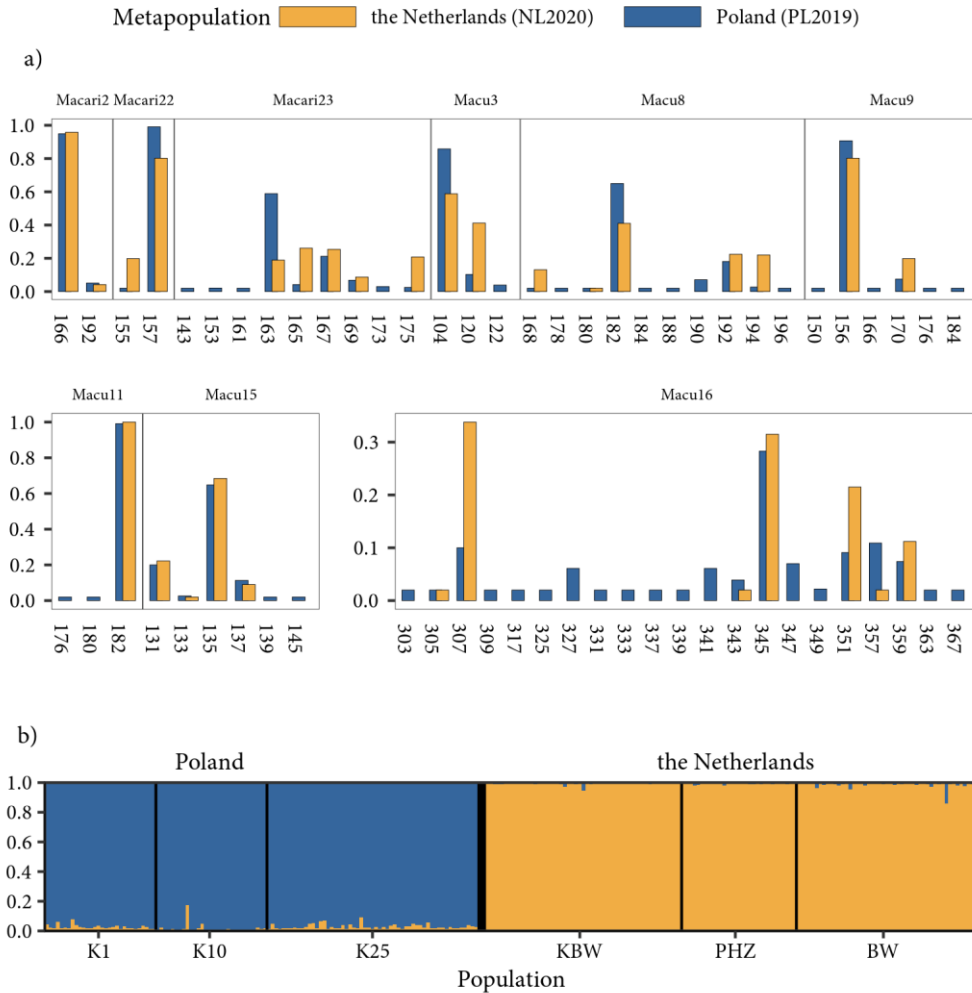 Metapopulation the Netherlands (NL2020) Poland (PL2019)
a)
Macari2 Macari22 Macari23 Macu3 Macu8 Macu9
1.0
0.8
0.6
0.4
0.2
0.0
166 192 155 157 143 153 161 163 165 167 169 173 175 104 120 122 168 178 180 182 184 188 190 192 194 196 150 156 166 170 176 184
Macu11 Macu15 Macu16
1.0
0.8
0.6
0.4
0.2
0.0
0.3
0.2
0.1
0.0
176 180 182 131 133 135 137 139 145 303 305 307 309 317 325 327 331 333 337 339 341 343 345 347 349 351 357 359 363 367
b)
Poland the Netherlands
1.0
0.8
0.6
0.4
0.2
0.0
K1 K10 K25 KBW PHZ BW
Population